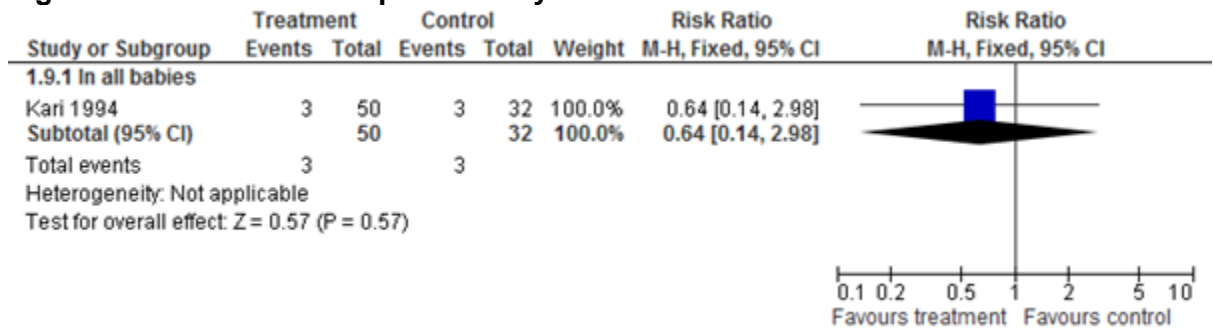 Treatment Control Risk Ratio Risk Ratio
Study or Subgroup Events Total Events Total Weight M-H, Fixed, 95% CI M-H, Fixed, 95% CI
1.9.1 In all babies
Kari 1994 3 50 3 32 100.0% 0.64 [0.14, 2.98]
Subtotal (95% CI) 50 32 100.0% 0.64 [0.14, 2.98]
Total events 3 3
Heterogeneity: Not applicable
Test for overall effect: Z = 0.57 (P = 0.57)
0.1 0.2 0.5 1 2 5 10
Favours treatment Favours control